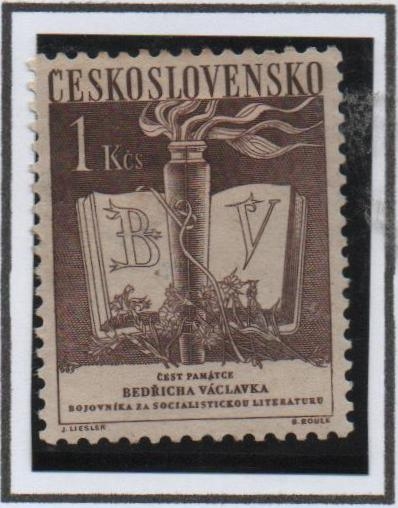 ČESKOSLOVENSKO
1 Kčs
B V
ČEST PAMÁTCE
BEDŘICHA VÁCLAVKA
BOJOVNÍKA ZA SOCIALISTICKOU LITERATURU
J. LIESLER B. ROULE